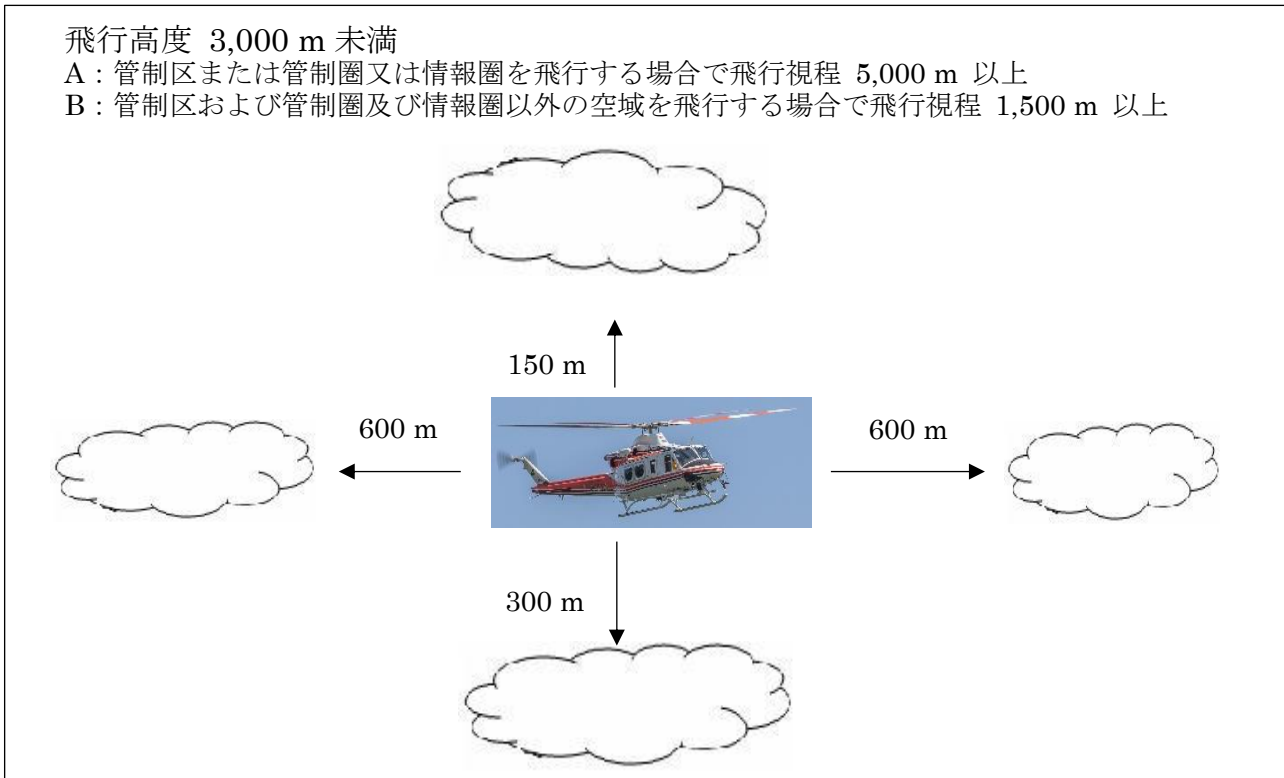 飛行高度 3,000 m 未満
A：管制区または管制圏又は情報圏を飛行する場合で飛行視程 5,000 m 以上
B：管制区および管制圏及び情報圏以外の空域を飛行する場合で飛行視程 1,500 m 以上
150 m
600 m
600 m
300 m